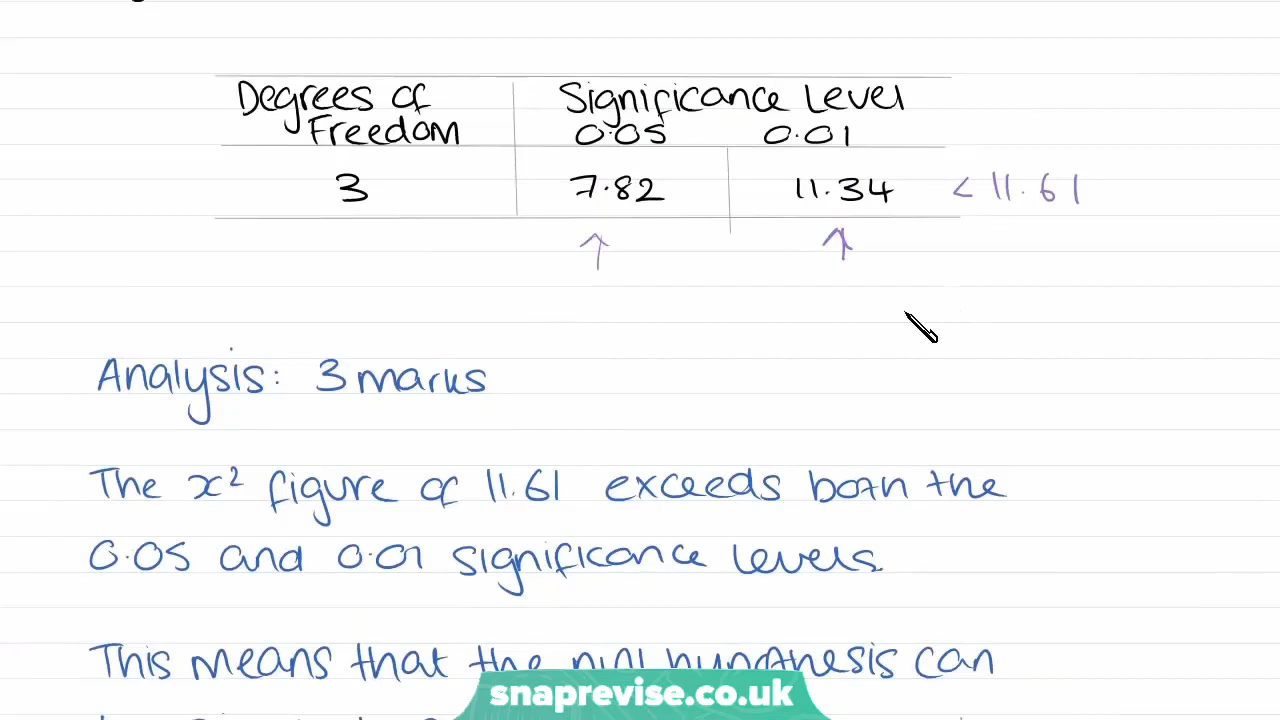 Degrees of Significance Level
Freedom 0.05 0.01
3 7.82 11.34 < 11.61
Analysis: 3 marks
The x² figure of 11.61 exceeds both the
0.05 and 0.01 significance levels.
This means that the null hypothesis can
snaprevise.co.uk